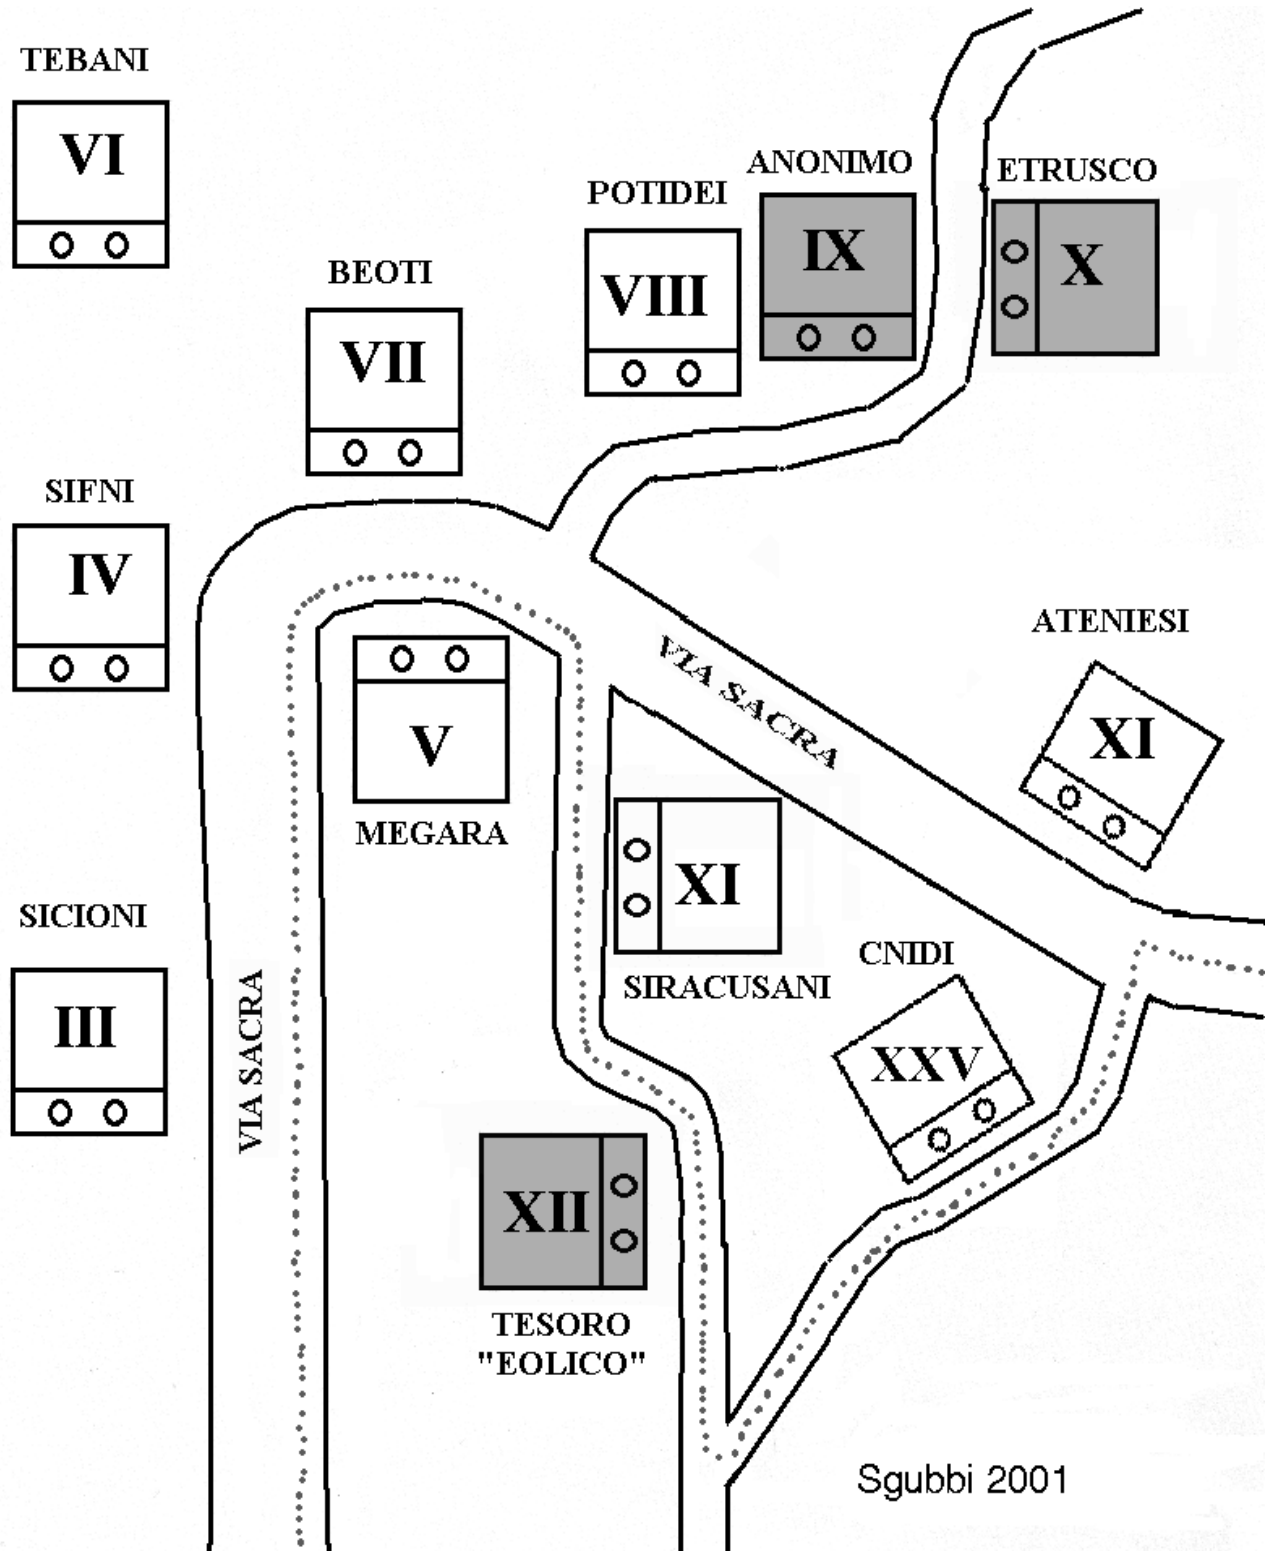 TEBANI
VI
ANONIMO
IX
ETRUSCO
X
POTIDEI
VIII
BEOTI
VII
SIFNI
IV
ATENIESI
XI
VIA SACRA
V
MEGARA
XI
SIRACUSANI
SICIONI
III
VIA SACRA
CNIDI
XXV
XII
TESORO
"EOLICO"
Sgubbi 2001